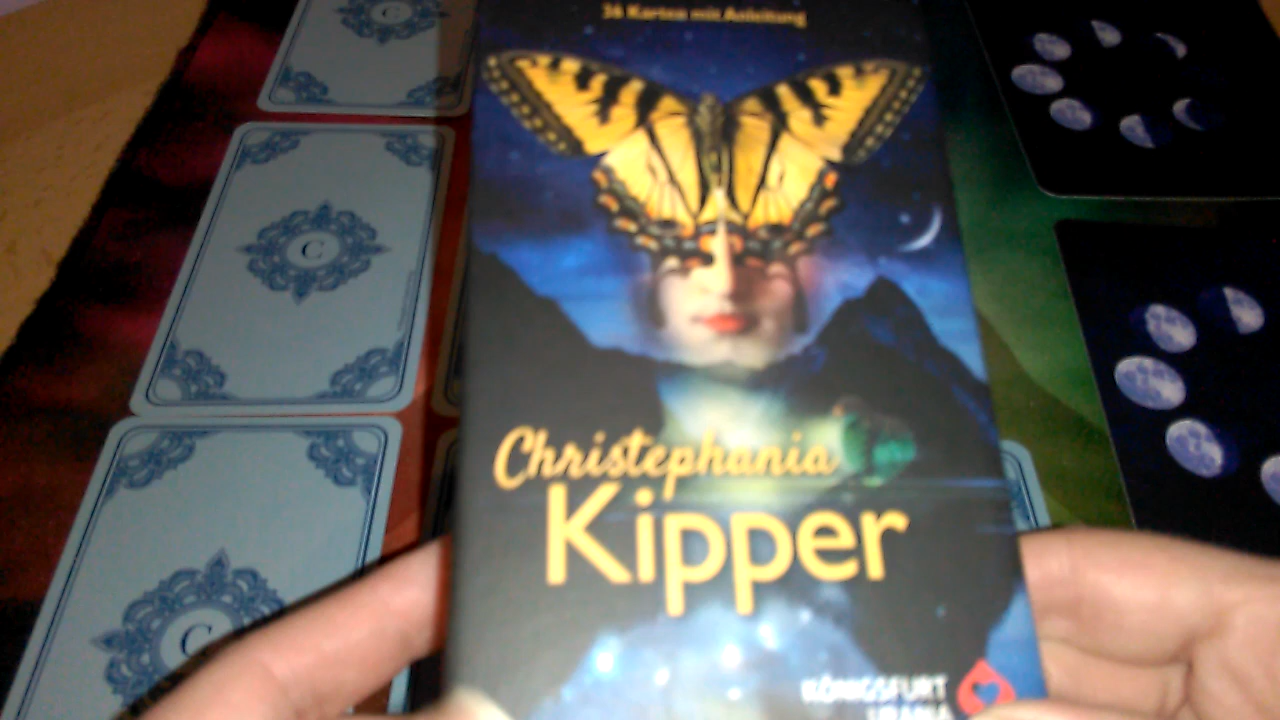 36 Karten mit Anleitung
C
C
C
Christephania
Kipper
KÖNIGSFURT
URANIA